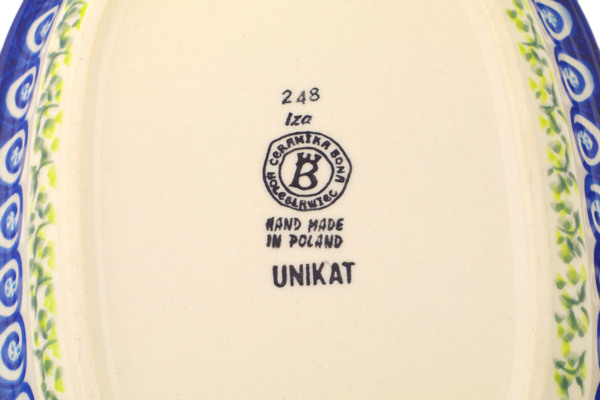 248
Iza
CERAMIKA BONA
B
BOLESŁAWIEC
HAND MADE
IN POLAND
UNIKAT